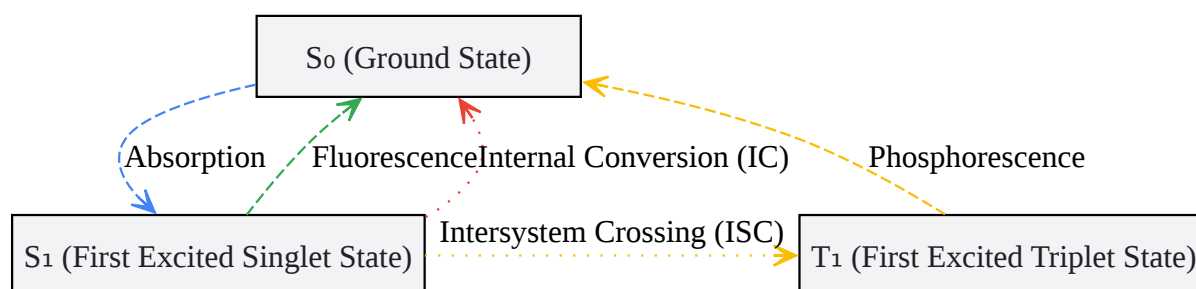 S₀ (Ground State)
Absorption
Fluorescence
Internal Conversion (IC)
Phosphorescence
Intersystem Crossing (ISC)
S₁ (First Excited Singlet State)
T₁ (First Excited Triplet State)